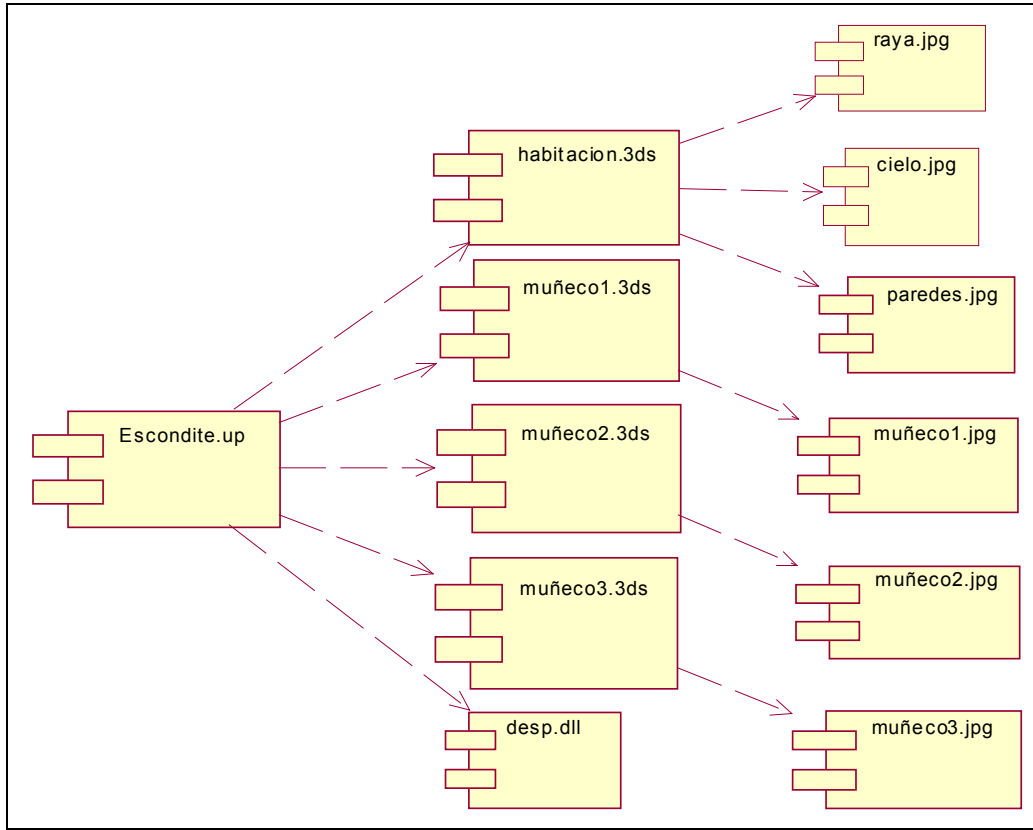 raya.jpg
habitacion.3ds
cielo.jpg
muñeco1.3ds
paredes.jpg
Escondite.up
muñeco2.3ds
muñeco1.jpg
muñeco3.3ds
muñeco2.jpg
desp.dll
muñeco3.jpg